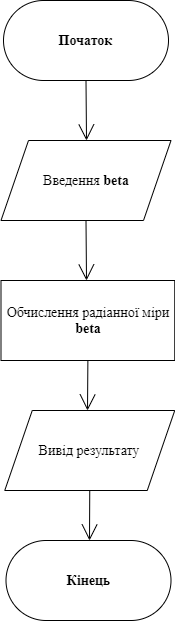 Початок
Введення beta
Обчислення радіанної міри
beta
Вивід результату
Кінець